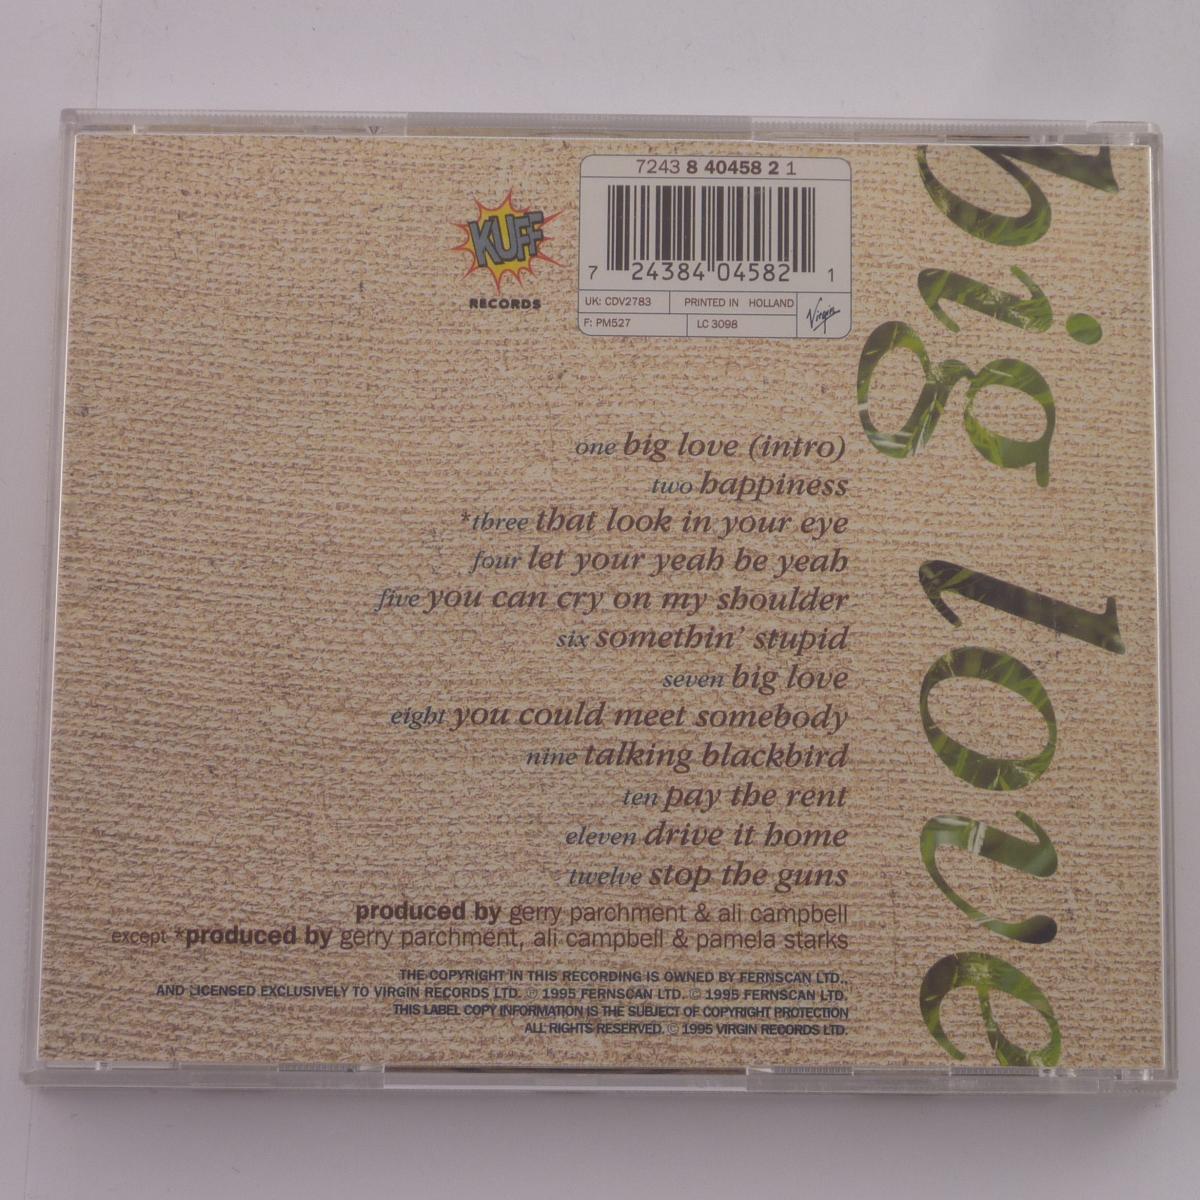 7243 8 40458 2 1
7 24384 04582 1
UK: CDV2783 PRINTED IN HOLLAND
F: PM527 LC 3098
Virgin
KUFF
RECORDS
big love
one big love (intro)
two happiness
*three that look in your eye
four let your yeah be yeah
five you can cry on my shoulder
six somethin' stupid
seven big love
eight you could meet somebody
nine talking blackbird
ten pay the rent
eleven drive it home
twelve stop the guns
produced by gerry parchment & ali campbell
except *produced by gerry parchment, ali campbell & pamela starks
THE COPYRIGHT IN THIS RECORDING IS OWNED BY FERNSCAN LTD.,
AND LICENSED EXCLUSIVELY TO VIRGIN RECORDS LTD. ℗ 1995 FERNSCAN LTD. © 1995 FERNSCAN LTD.
THIS LABEL COPY INFORMATION IS THE SUBJECT OF COPYRIGHT PROTECTION
ALL RIGHTS RESERVED. © 1995 VIRGIN RECORDS LTD.